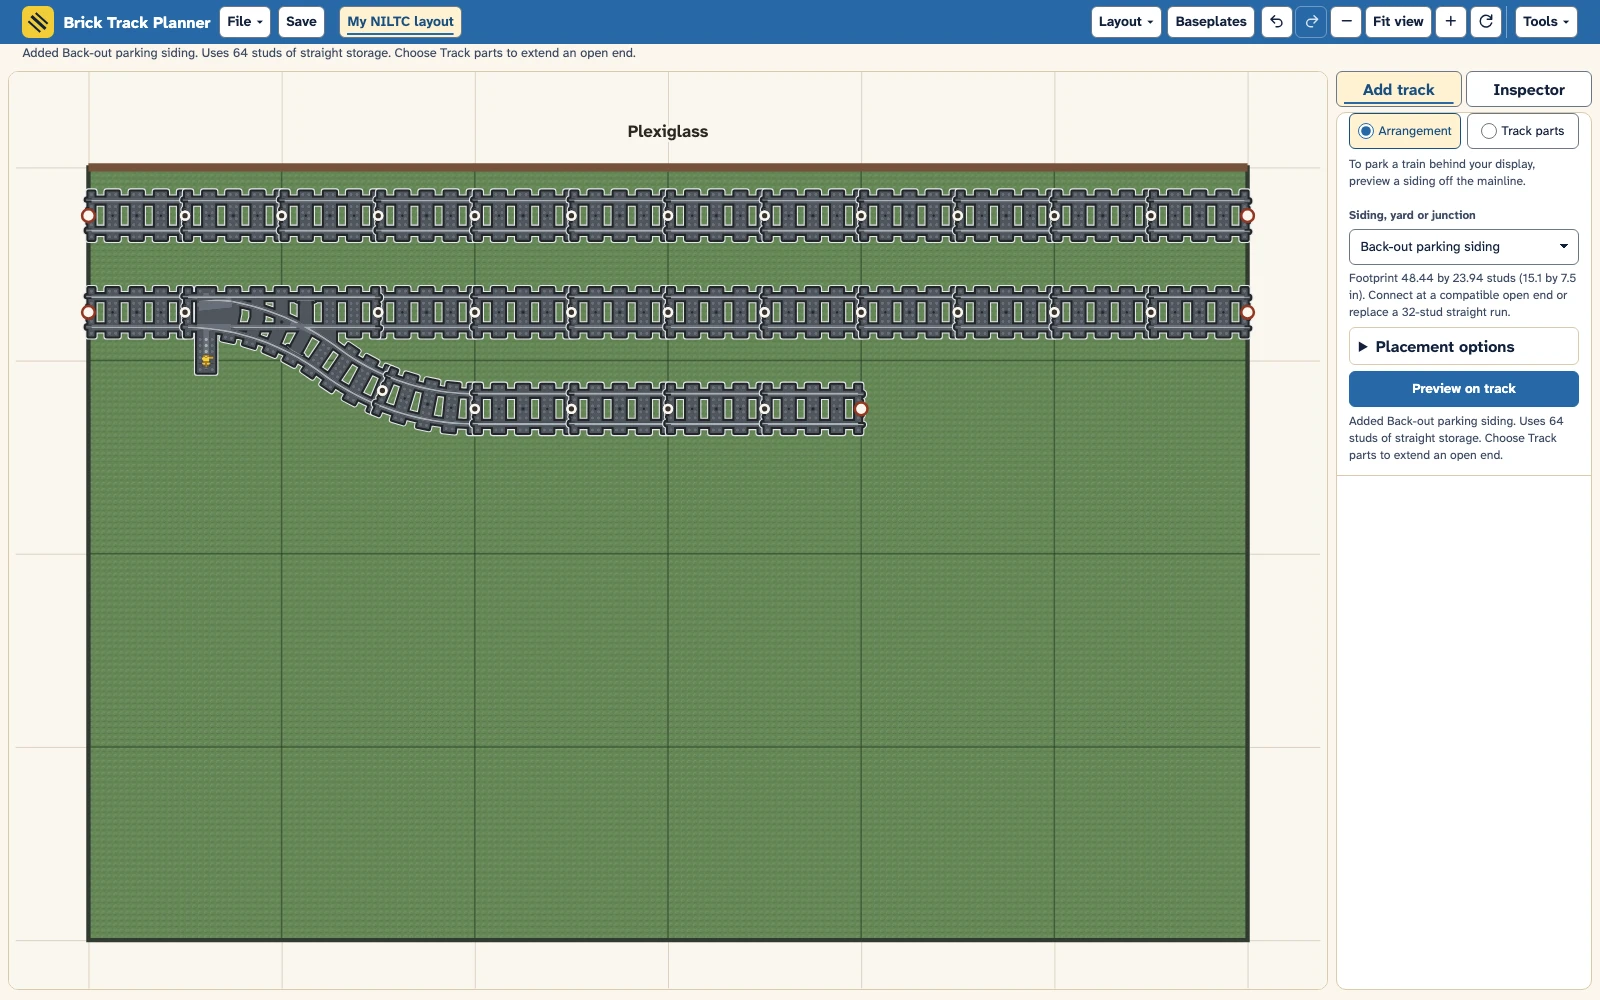 Brick Track Planner
File
Save
My NILTC layout
Layout
Baseplates
Fit view
Tools
Added Back-out parking siding. Uses 64 studs of straight storage. Choose Track parts to extend an open end.
Plexiglass
Add track
Inspector
Arrangement
Track parts
To park a train behind your display,
preview a siding off the mainline.
Siding, yard or junction
Back-out parking siding
Footprint 48.44 by 23.94 studs (15.1 by 7.5
in). Connect at a compatible open end or
replace a 32-stud straight run.
Placement options
Preview on track
Added Back-out parking siding. Uses 64
studs of straight storage. Choose Track
parts to extend an open end.